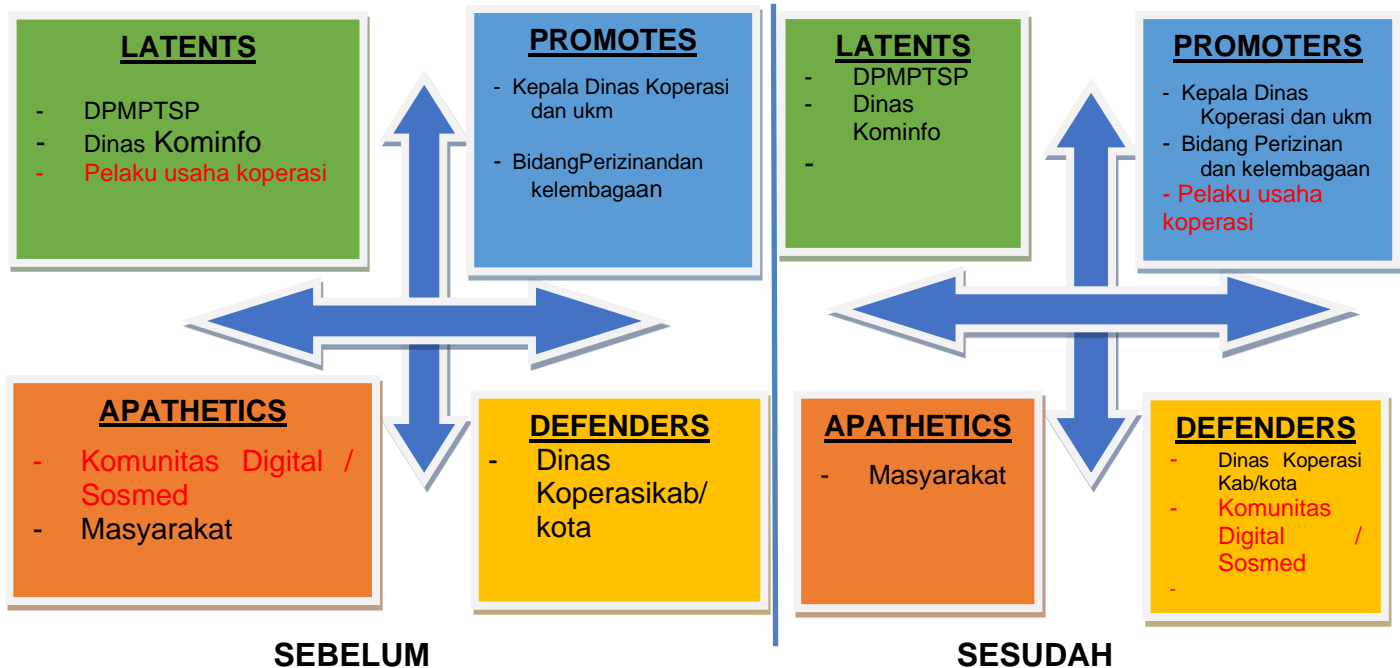 LATENTS
- DPMPTSP
- Dinas Kominfo
- Pelaku usaha koperasi
PROMOTES
- Kepala Dinas Koperasi
dan ukm
- BidangPerizinandan
kelembagaan
APATHETICS
- Komunitas Digital /
Sosmed
- Masyarakat
DEFENDERS
- Dinas
Koperasikab/
kota
SEBELUM
LATENTS
- DPMPTSP
- Dinas
Kominfo
-
PROMOTERS
- Kepala Dinas
Koperasi dan ukm
- Bidang Perizinan
dan kelembagaan
- Pelaku usaha
koperasi
APATHETICS
- Masyarakat
DEFENDERS
- Dinas Koperasi
Kab/kota
- Komunitas
Digital /
Sosmed
-
SESUDAH